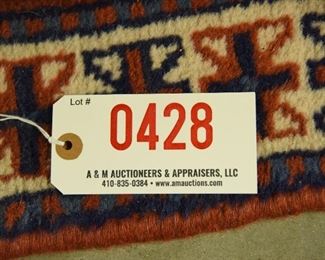 Lot #
0428
A & M AUCTIONEERS & APPRAISERS, LLC
410-835-0384 • www.amauctions.com